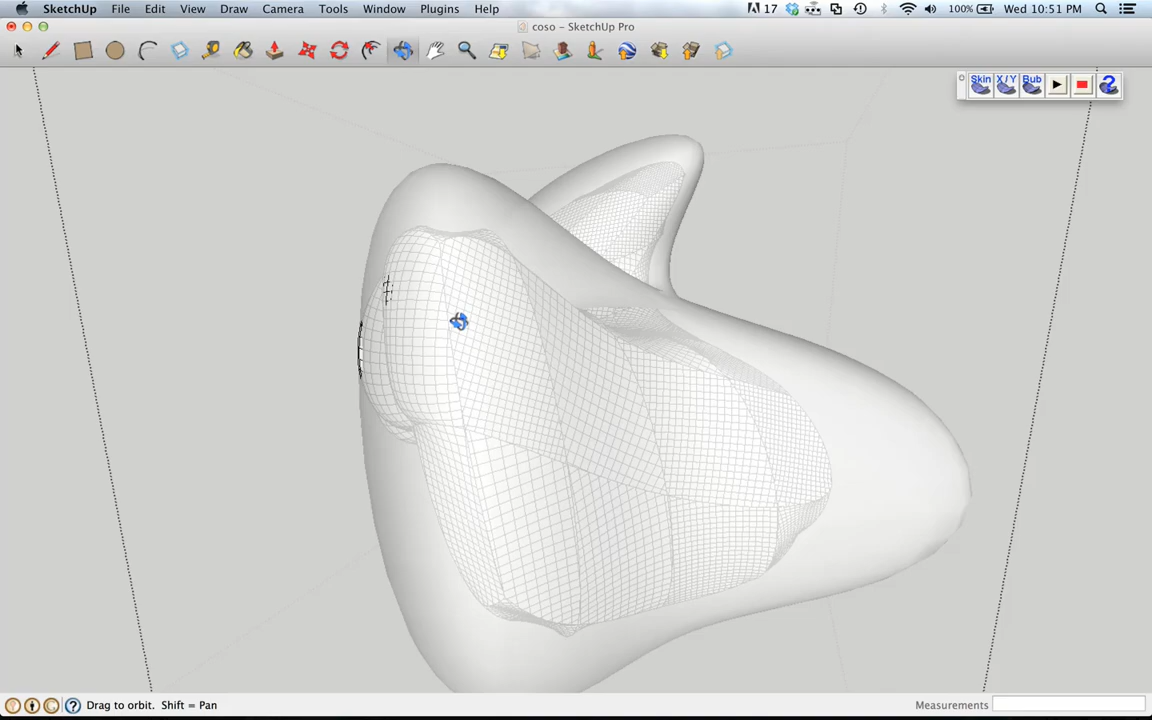 SketchUp File Edit View Draw Camera Tools Window Plugins Help 17 100% Wed 10:51 PM
coso – SketchUp Pro
Skin X/Y Bub
Drag to orbit. Shift = Pan Measurements